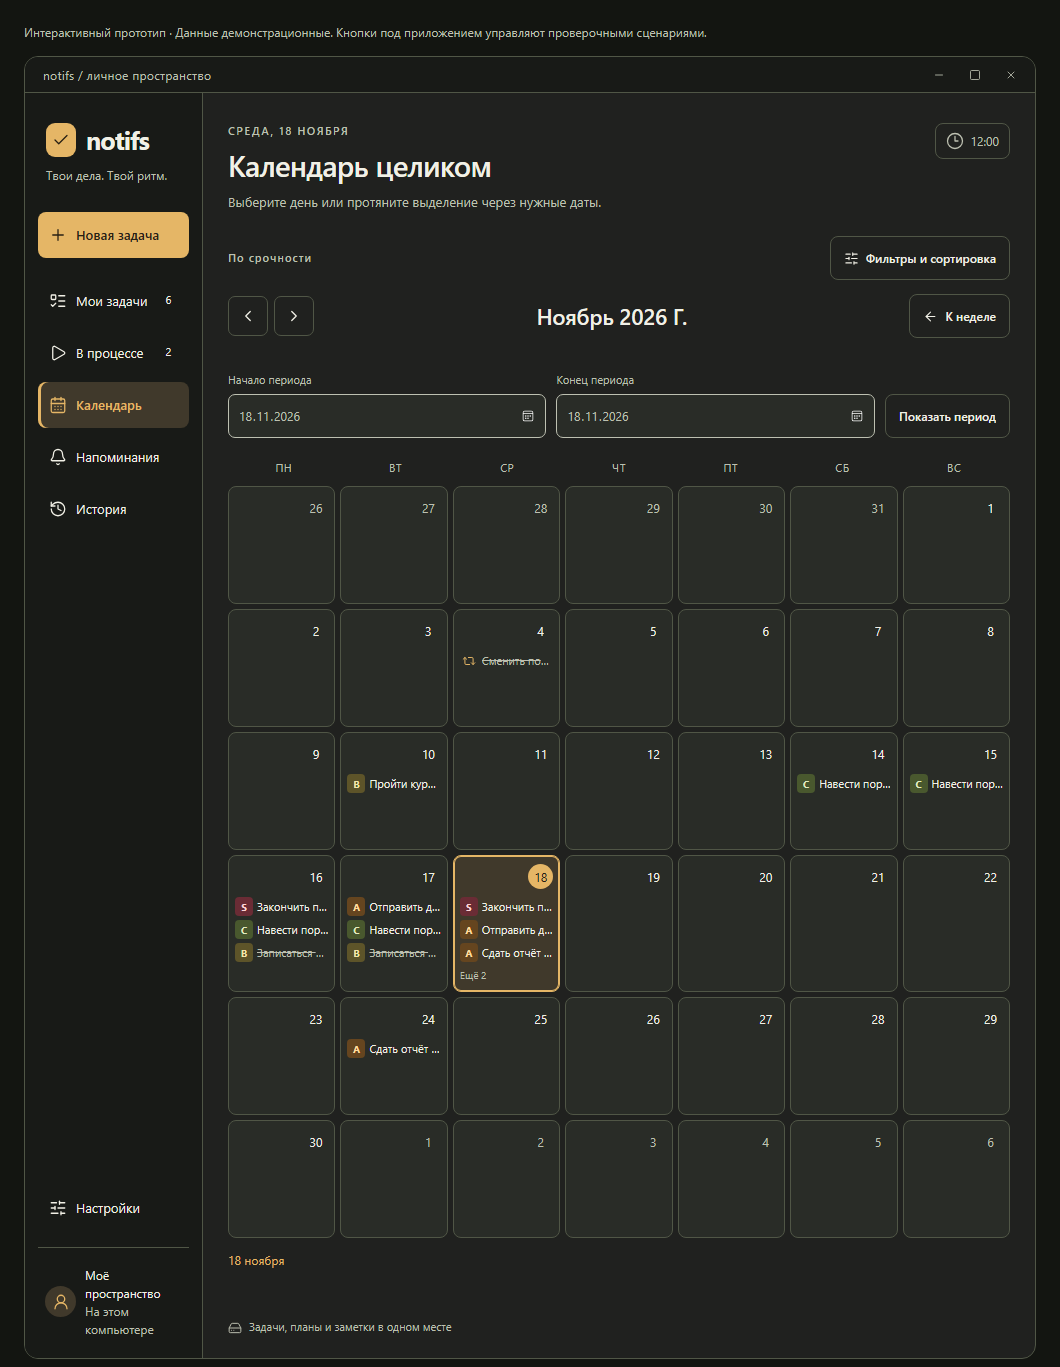 Интерактивный прототип · Данные демонстрационные. Кнопки под приложением управляют проверочными сценариями.
notifs / личное пространство
notifs
Твои дела. Твой ритм.
Новая задача
Мои задачи 6
В процессе 2
Календарь
Напоминания
История
Настройки
Моё
пространство
На этом
компьютере
СРЕДА, 18 НОЯБРЯ
12:00
Календарь целиком
Выберите день или протяните выделение через нужные даты.
По срочности
Фильтры и сортировка
Ноябрь 2026 Г.
К неделе
Начало периода
Конец периода
18.11.2026
18.11.2026
Показать период
ПН ВТ СР ЧТ ПТ СБ ВС
26 27 28 29 30 31 1
2 3 4 5 6 7 8
Сменить по...
9 10 11 12 13 14 15
B Пройти кур... C Навести пор... C Навести пор...
16 17 18 19 20 21 22
S Закончить п... A Отправить д... S Закончить п...
C Навести пор... C Навести пор... A Отправить д...
B Записаться ... B Записаться ... A Сдать отчёт ...
Ещё 2
23 24 25 26 27 28 29
A Сдать отчёт ...
30 1 2 3 4 5 6
18 ноября
Задачи, планы и заметки в одном месте